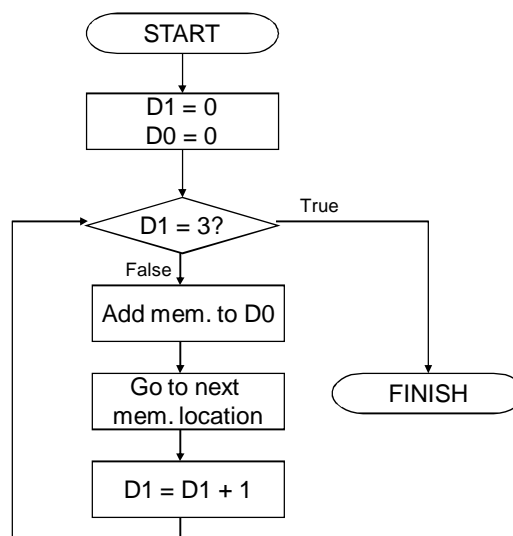 START
D1 = 0
D0 = 0
D1 = 3?
True
False
Add mem. to D0
Go to next
mem. location
FINISH
D1 = D1 + 1